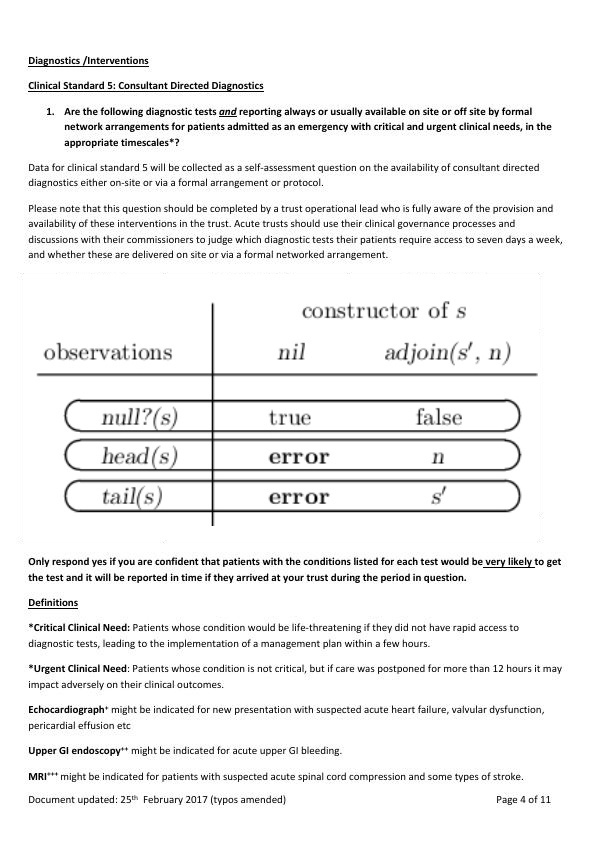 Diagnostics /Interventions
Clinical Standard 5: Consultant Directed Diagnostics
1. Are the following diagnostic tests and reporting always or usually available on site or off site by formal
network arrangements for patients admitted as an emergency with critical and urgent clinical needs, in the
appropriate timescales*?
Data for clinical standard 5 will be collected as a self-assessment question on the availability of consultant directed
diagnostics either on-site or via a formal arrangement or protocol.
Please note that this question should be completed by a trust operational lead who is fully aware of the provision and
availability of these interventions in the trust. Acute trusts should use their clinical governance processes and
discussions with their commissioners to judge which diagnostic tests their patients require access to seven days a week,
and whether these are delivered on site or via a formal networked arrangement.
constructor of s
observations nil adjoin(s′, n)
null?(s) true false
head(s) error n
tail(s) error s′
Only respond yes if you are confident that patients with the conditions listed for each test would be very likely to get
the test and it will be reported in time if they arrived at your trust during the period in question.
Definitions
*Critical Clinical Need: Patients whose condition would be life-threatening if they did not have rapid access to
diagnostic tests, leading to the implementation of a management plan within a few hours.
*Urgent Clinical Need: Patients whose condition is not critical, but if care was postponed for more than 12 hours it may
impact adversely on their clinical outcomes.
Echocardiograph⁺ might be indicated for new presentation with suspected acute heart failure, valvular dysfunction,
pericardial effusion etc
Upper GI endoscopy⁺⁺ might be indicated for acute upper GI bleeding.
MRI⁺⁺⁺ might be indicated for patients with suspected acute spinal cord compression and some types of stroke.
Document updated: 25th February 2017 (typos amended) Page 4 of 11